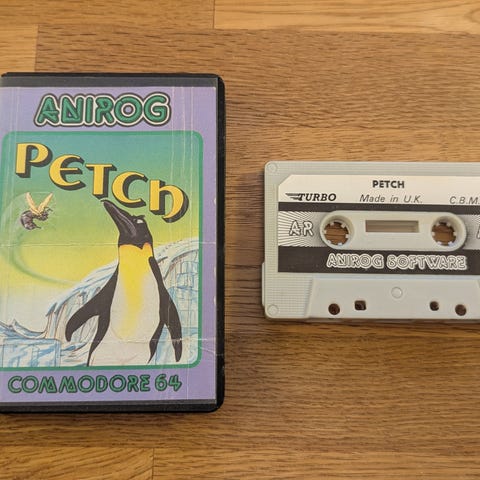 ANIROG
PETCH
COMMODORE 64
PETCH
TURBO Made in U.K. C.B.M.
AR
ANIROG SOFTWARE